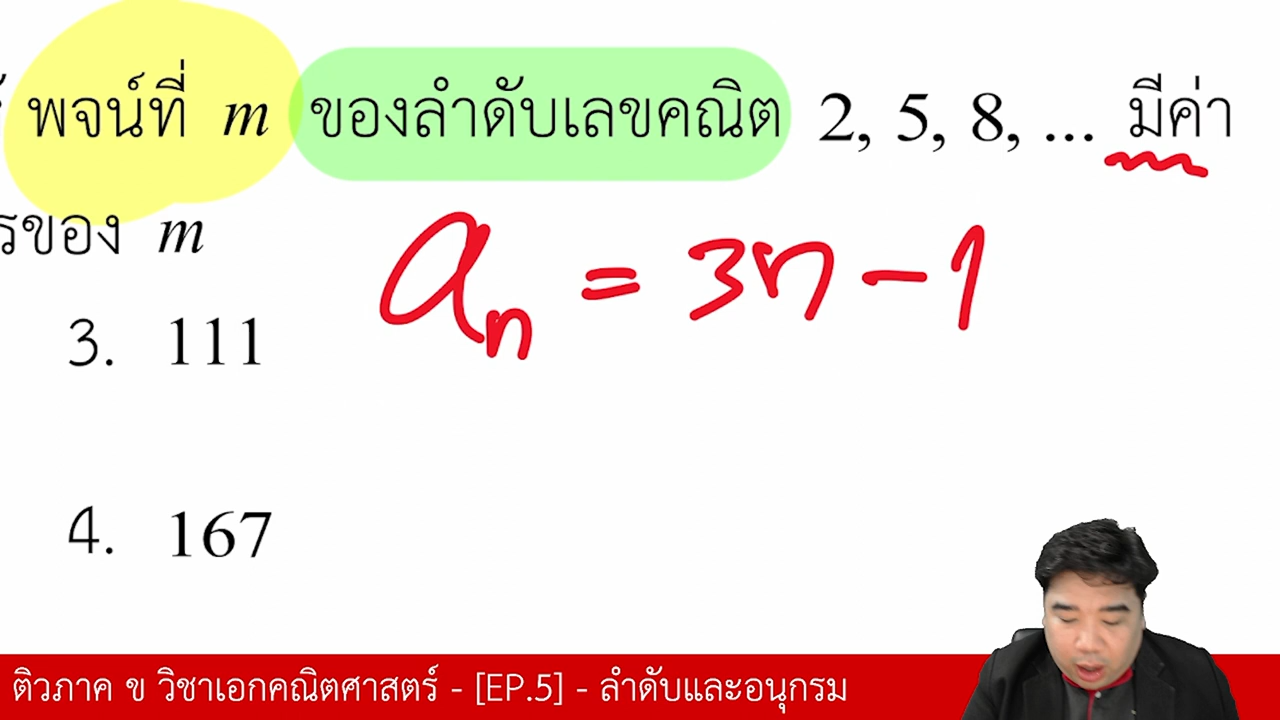 พจน์ที่ m ของลำดับเลขคณิต 2, 5, 8, ... มีค่า
รของ m
aₙ = 3n - 1
3. 111
4. 167
ติวภาค ข วิชาเอกคณิตศาสตร์ - [EP.5] - ลำดับและอนุกรม